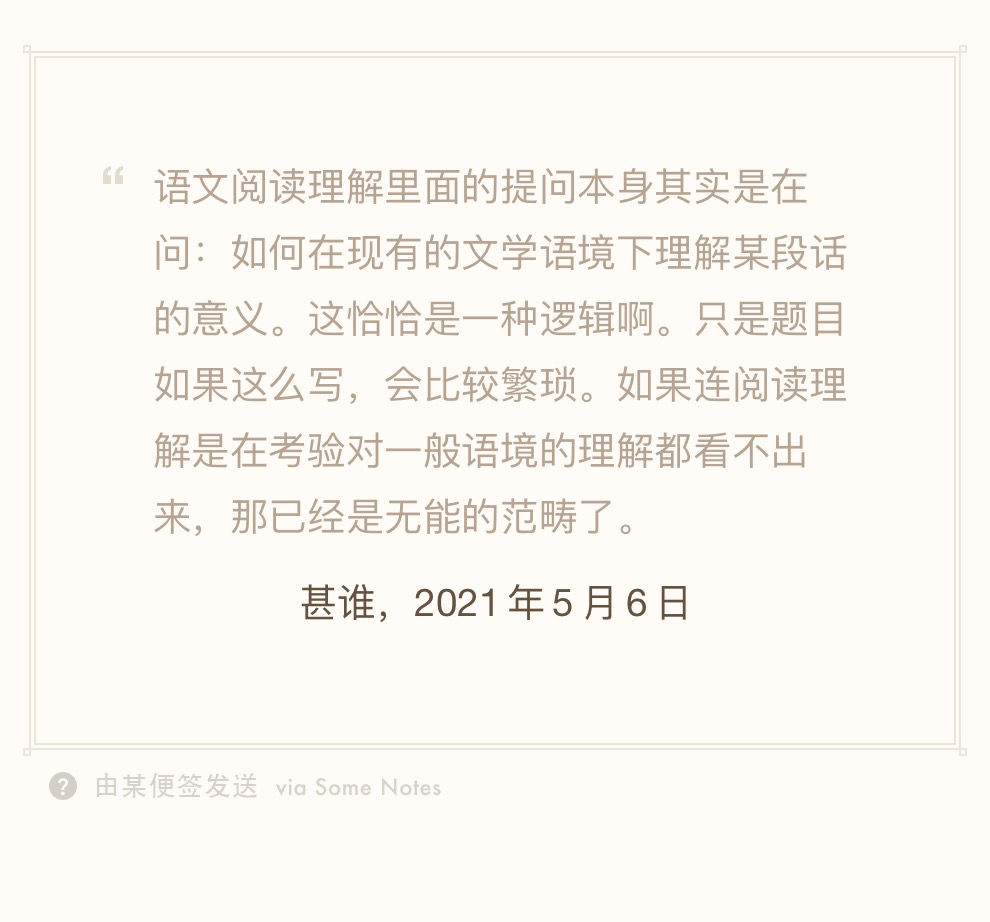 “ 语文阅读理解里面的提问本身其实是在
问：如何在现有的文学语境下理解某段话
的意义。这恰恰是一种逻辑啊。只是题目
如果这么写，会比较繁琐。如果连阅读理
解是在考验对一般语境的理解都看不出
来，那已经是无能的范畴了。
甚谁，2021 年 5 月 6 日
? 由某便签发送 via Some Notes